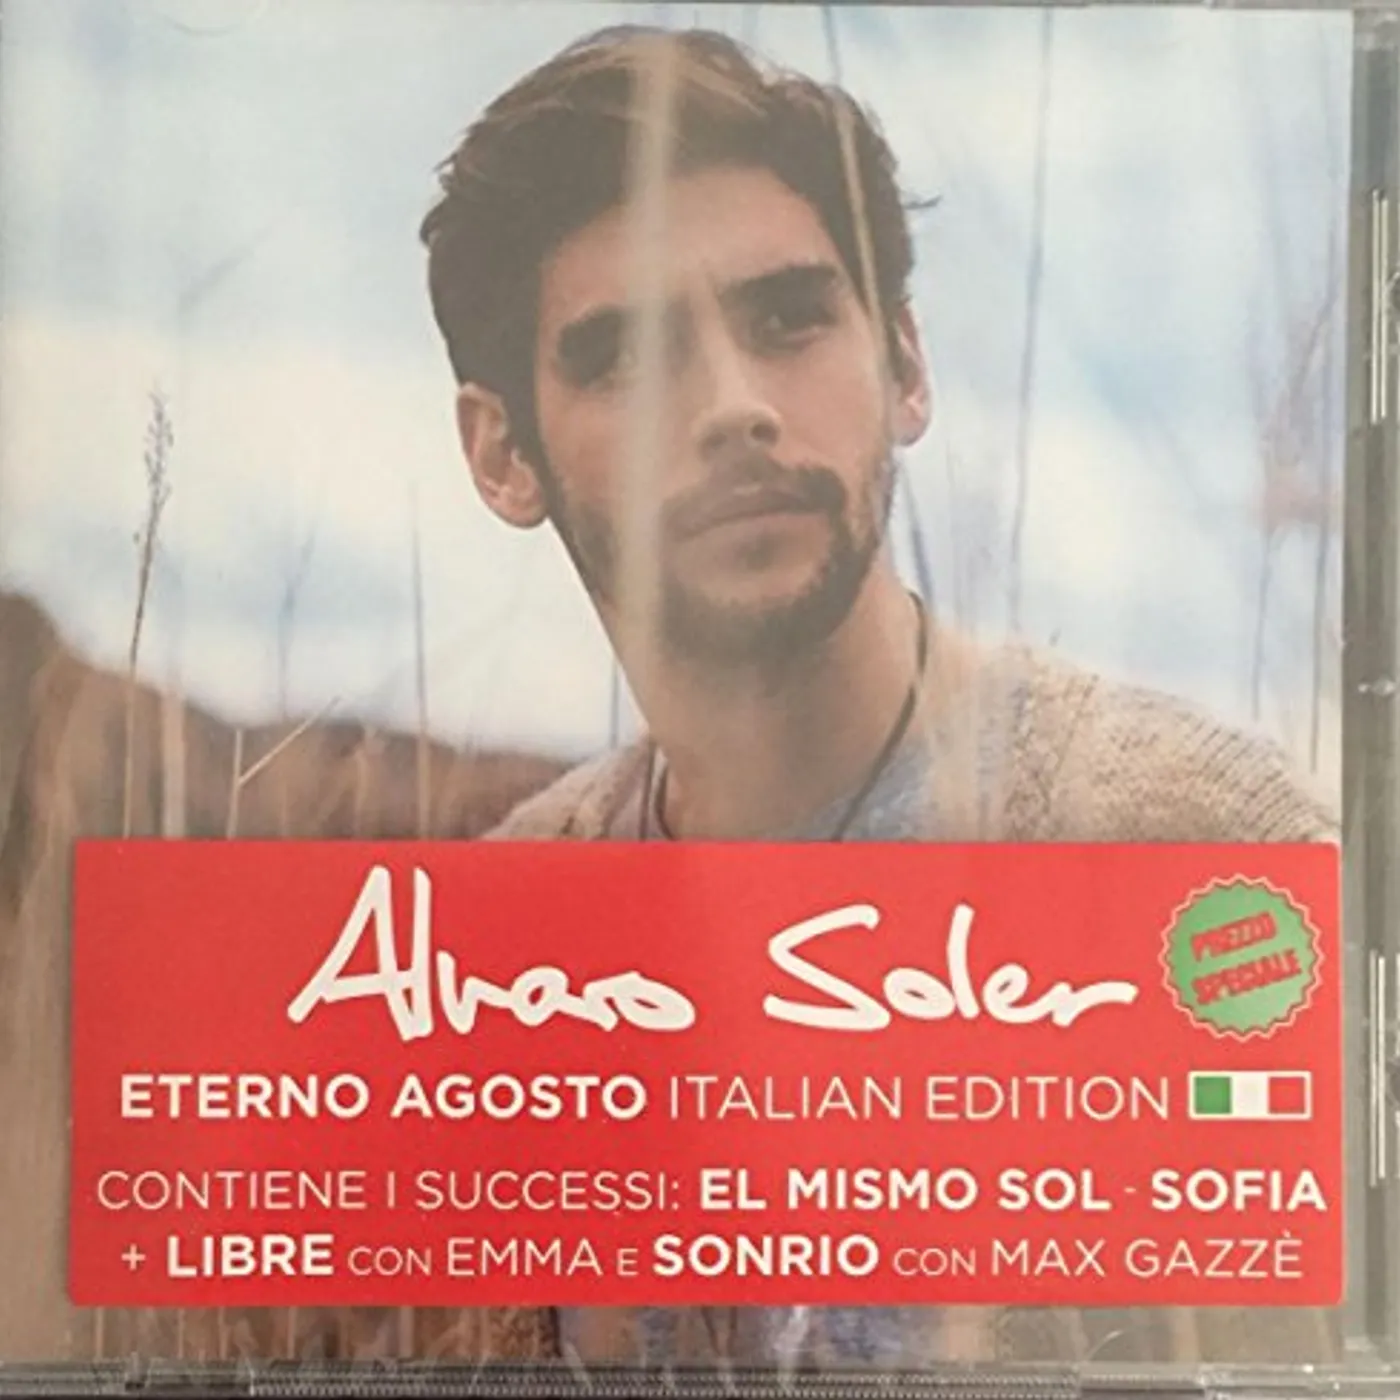 Alvaro Soler
PREZZO
SPECIALE
ETERNO AGOSTO ITALIAN EDITION
CONTIENE I SUCCESSI: EL MISMO SOL - SOFIA
+ LIBRE CON EMMA E SONRIO CON MAX GAZZÈ